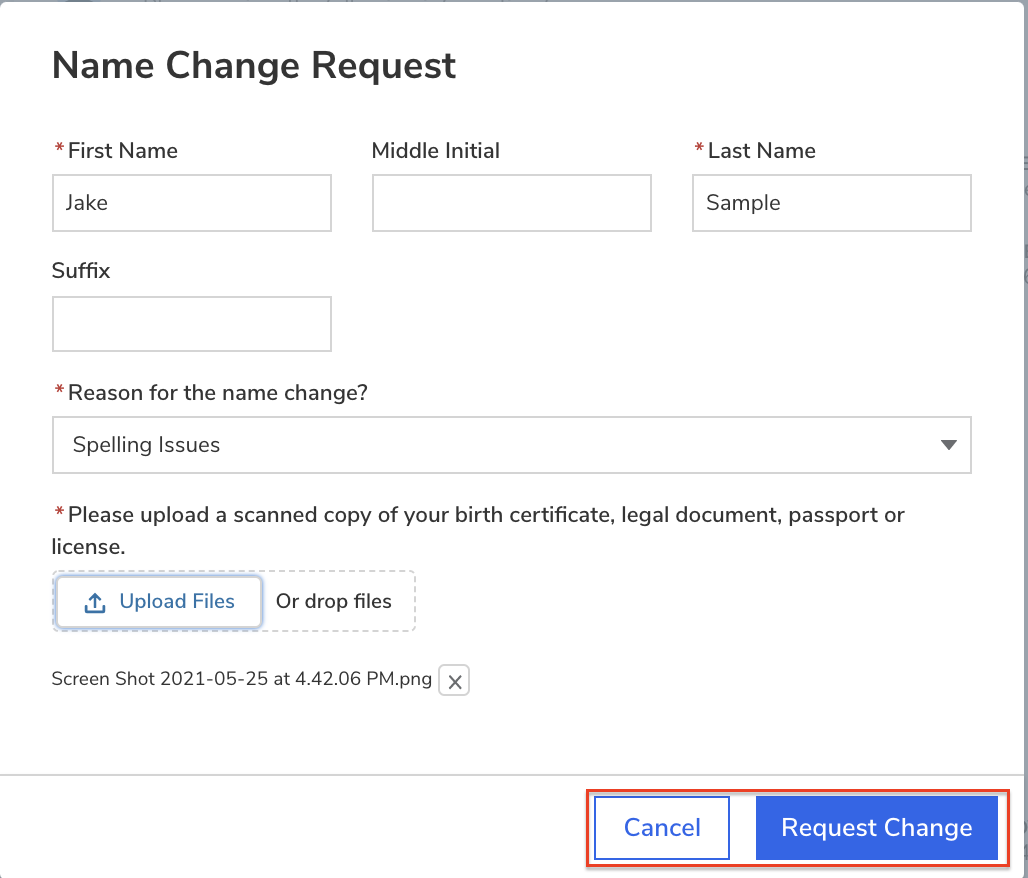 Name Change Request
*First Name
Middle Initial
*Last Name
Jake
Sample
Suffix
*Reason for the name change?
Spelling Issues
*Please upload a scanned copy of your birth certificate, legal document, passport or
license.
Upload Files
Or drop files
Screen Shot 2021-05-25 at 4.42.06 PM.png
Cancel
Request Change